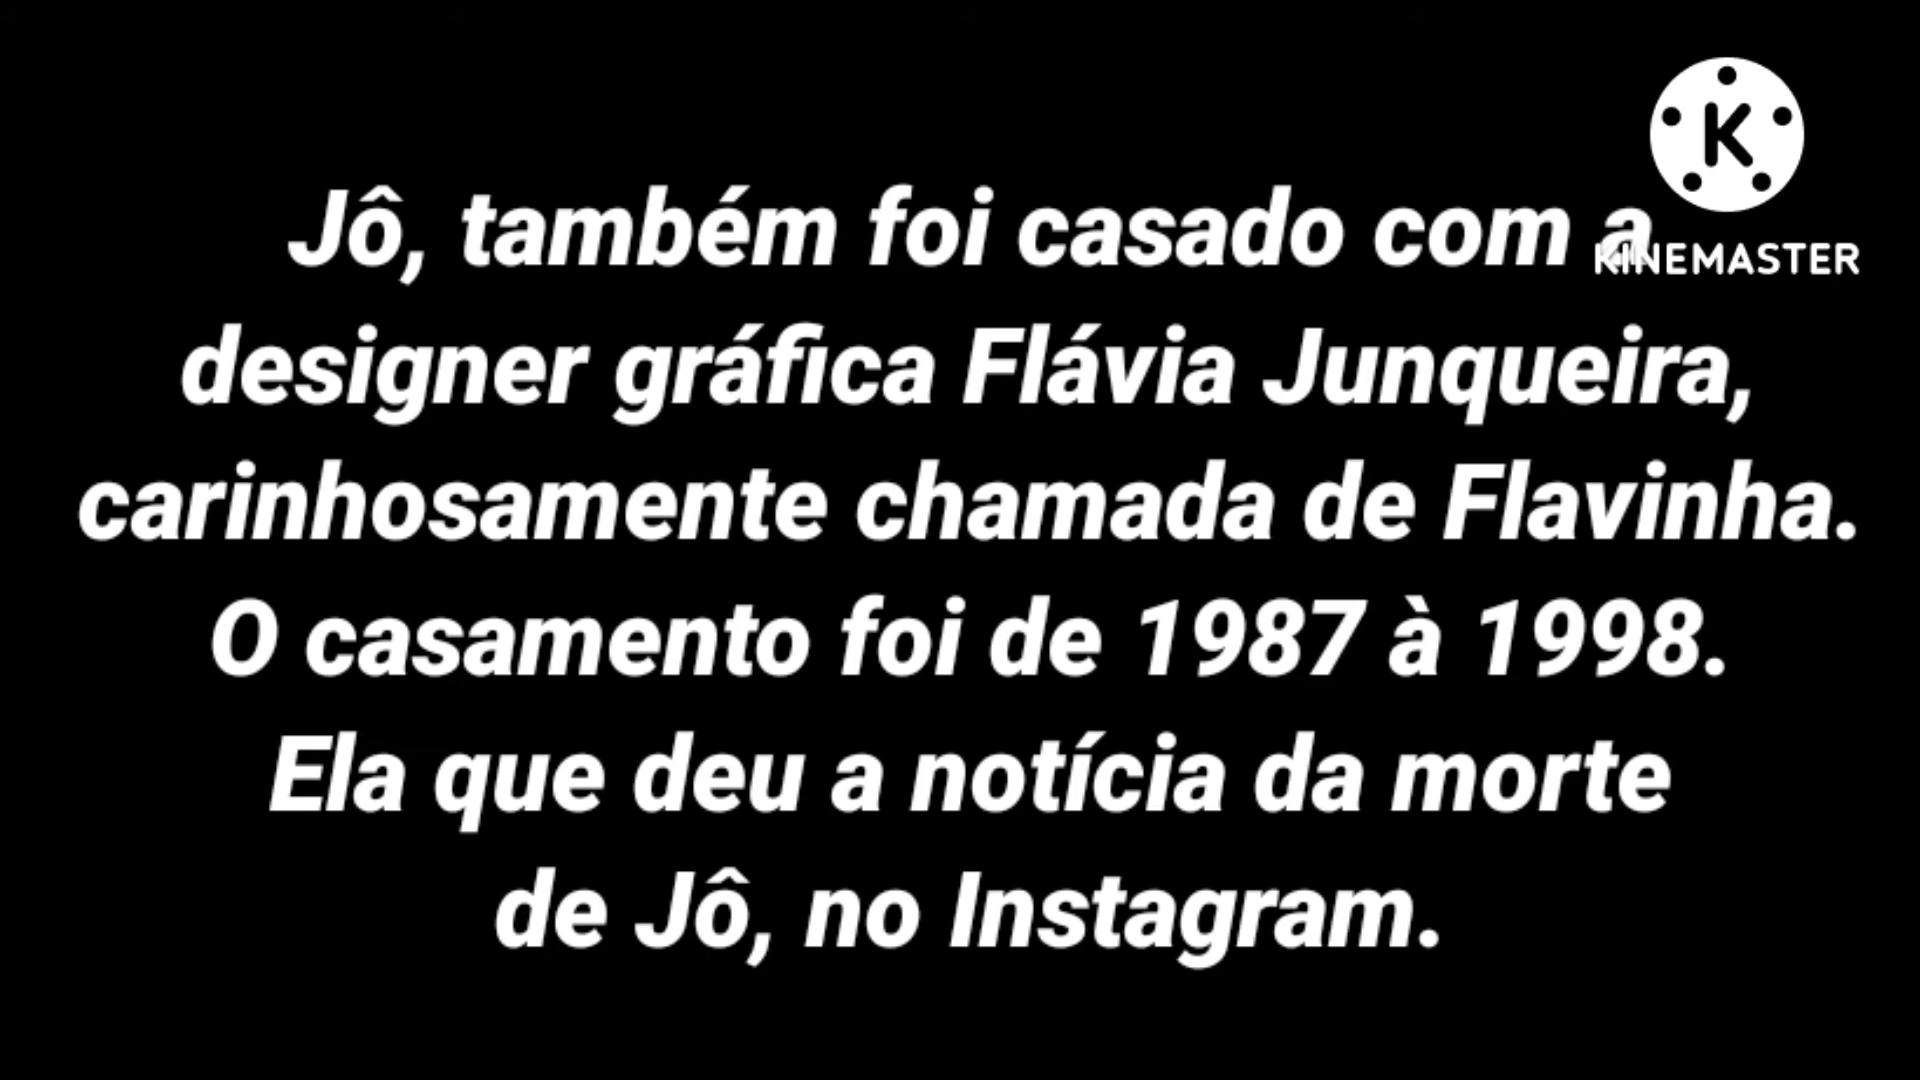 Jô, também foi casado com a
designer gráfica Flávia Junqueira,
carinhosamente chamada de Flavinha.
O casamento foi de 1987 à 1998.
Ela que deu a notícia da morte
de Jô, no Instagram.
K
KINEMASTER